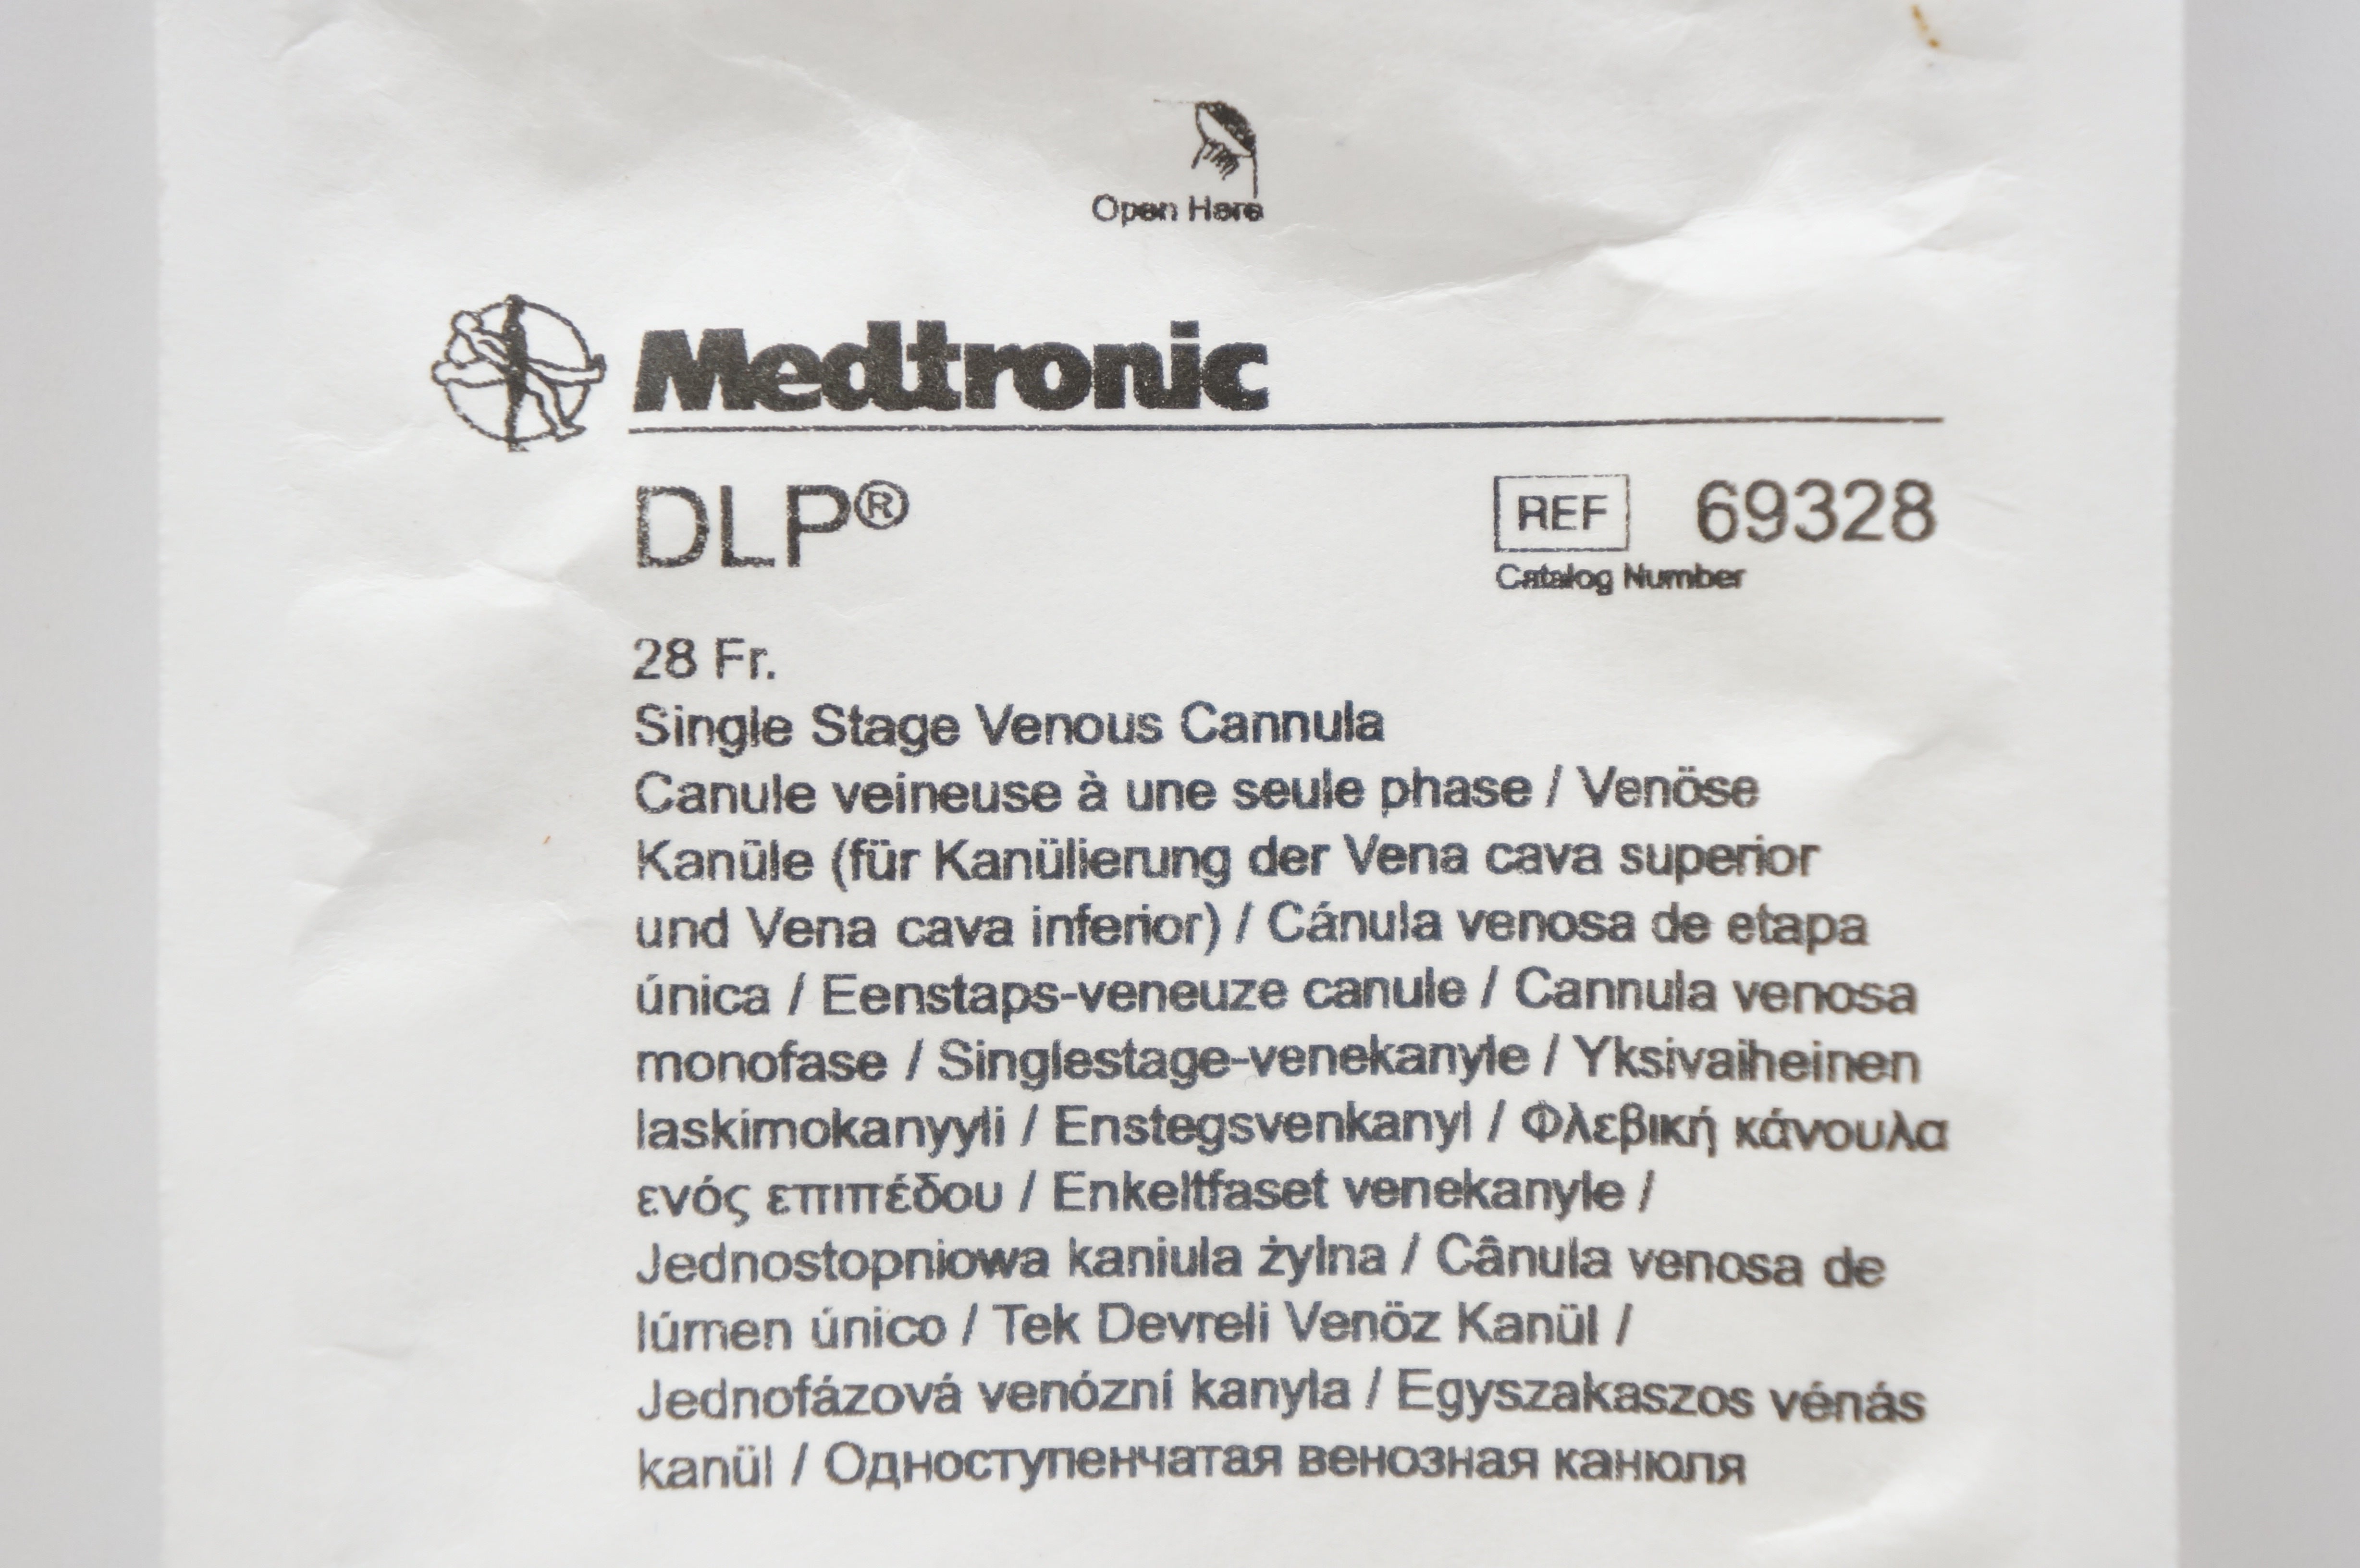 Open Here
Medtronic
DLP®
REF 69328
Catalog Number
28 Fr.
Single Stage Venous Cannula
Canule veineuse à une seule phase / Venöse
Kanüle (für Kanülierung der Vena cava superior
und Vena cava inferior) / Cánula venosa de etapa
única / Eenstaps-veneuze canule / Cannula venosa
monofase / Singlestage-venekanyle / Yksivaiheinen
laskimokanyyli / Enstegsvenkanyl / Φλεβική κάνουλα
ενός επιπέδου / Enkeltfaset venekanyle /
Jednostopniowa kaniula żylna / Cânula venosa de
lúmen único / Tek Devreli Venöz Kanül /
Jednofázová venózní kanyla / Egyszakaszos vénás
kanül / Одноступенчатая венозная канюля